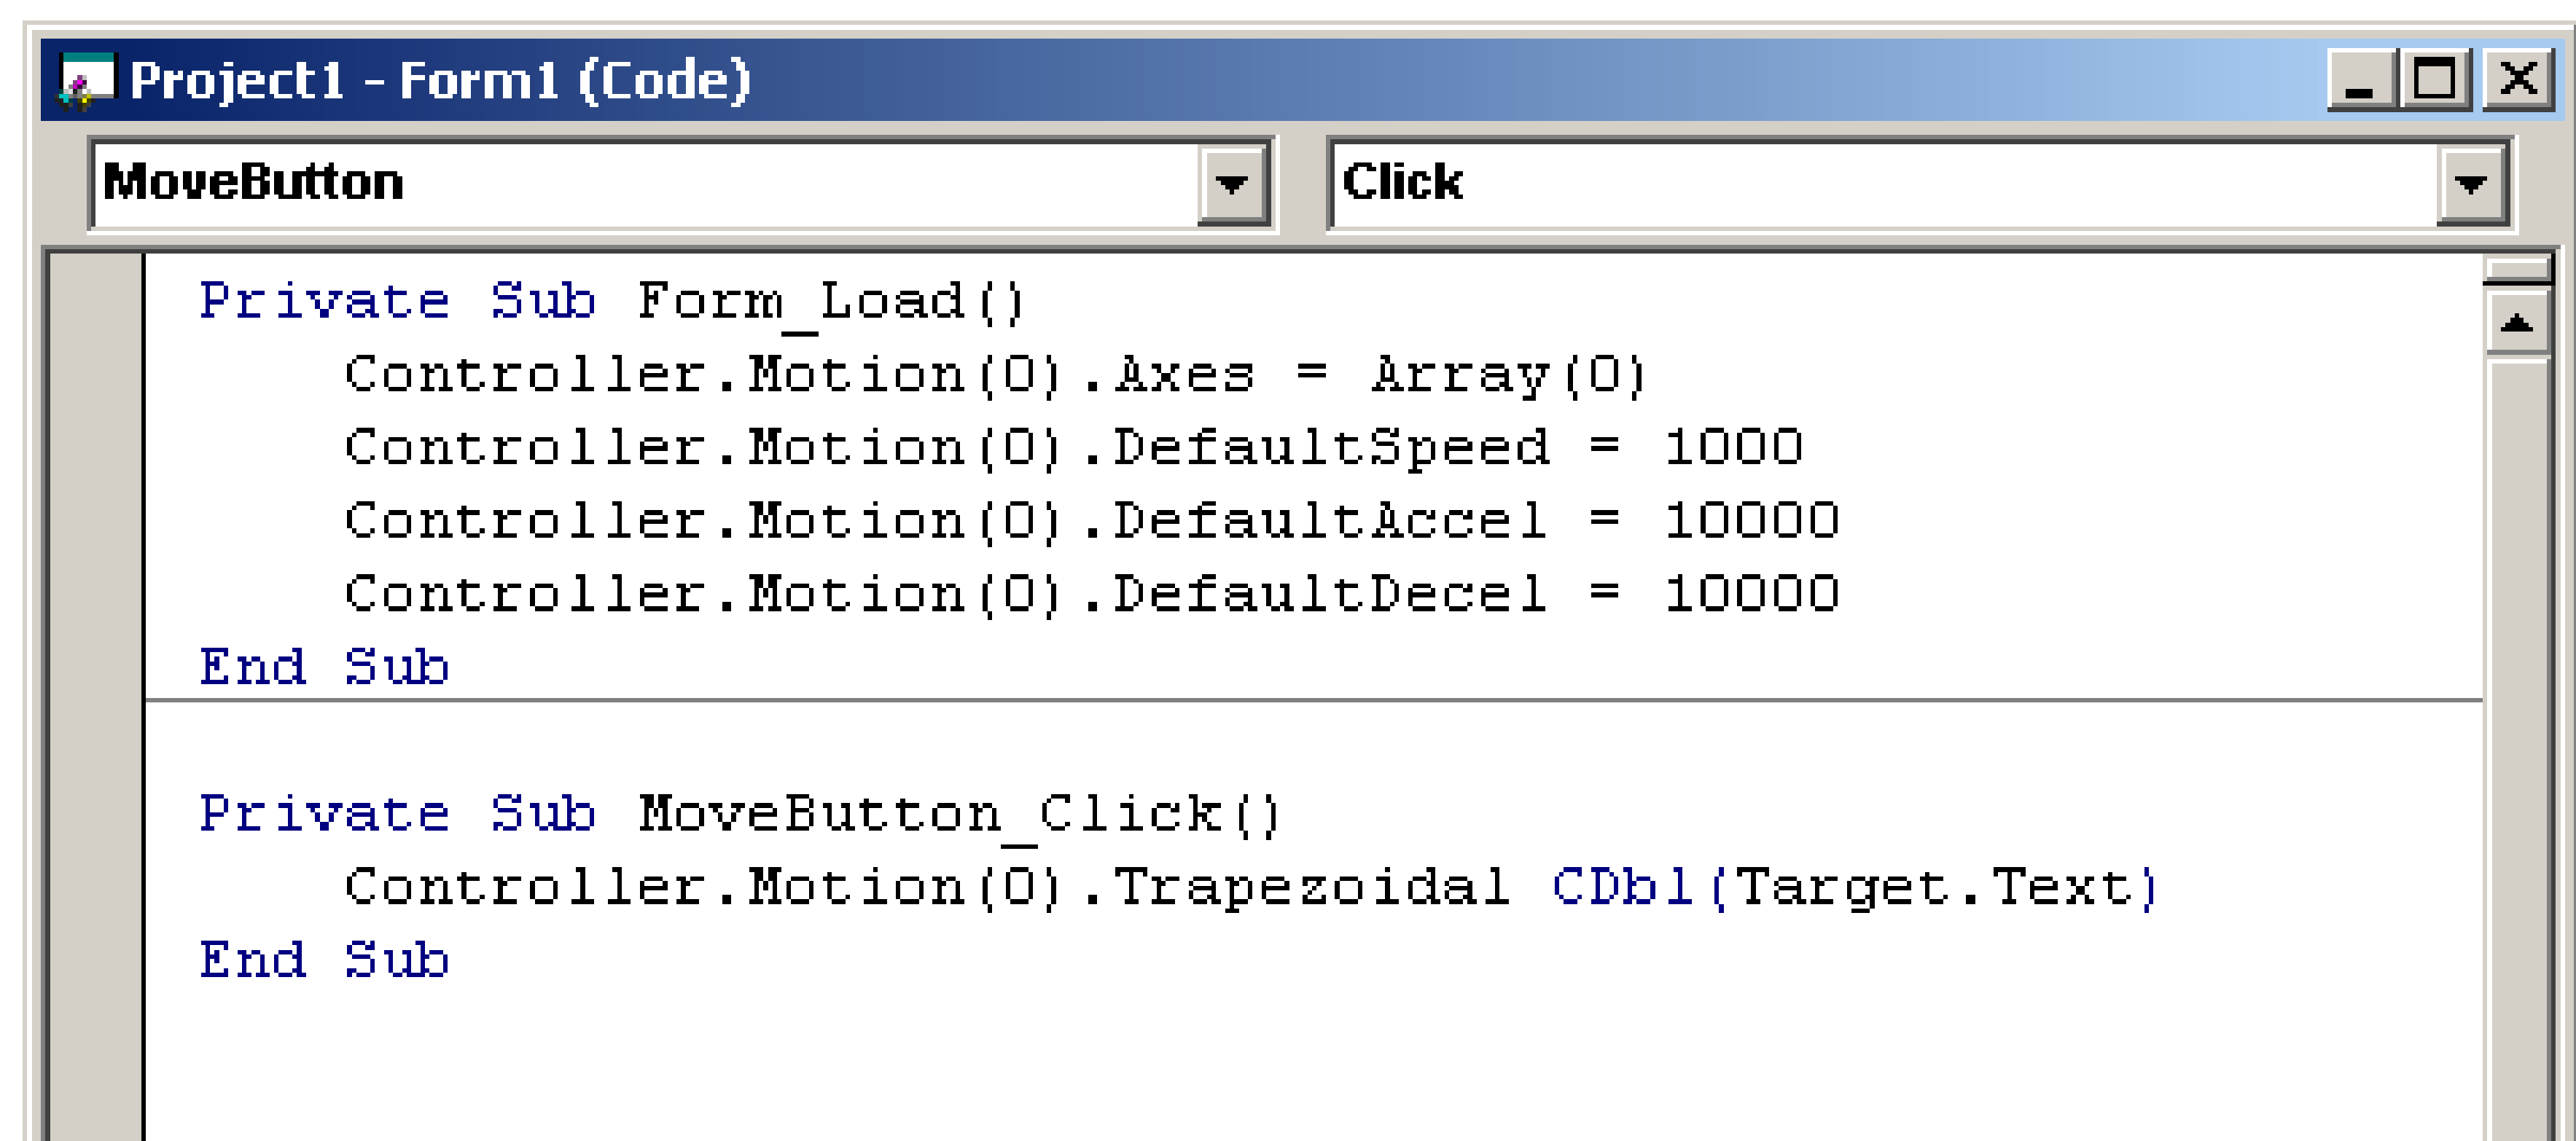 Project1 - Form1 (Code)
MoveButton Click
Private Sub Form_Load()
    Controller.Motion(0).Axes = Array(0)
    Controller.Motion(0).DefaultSpeed = 1000
    Controller.Motion(0).DefaultAccel = 10000
    Controller.Motion(0).DefaultDecel = 10000
End Sub
Private Sub MoveButton_Click()
    Controller.Motion(0).Trapezoidal CDbl(Target.Text)
End Sub